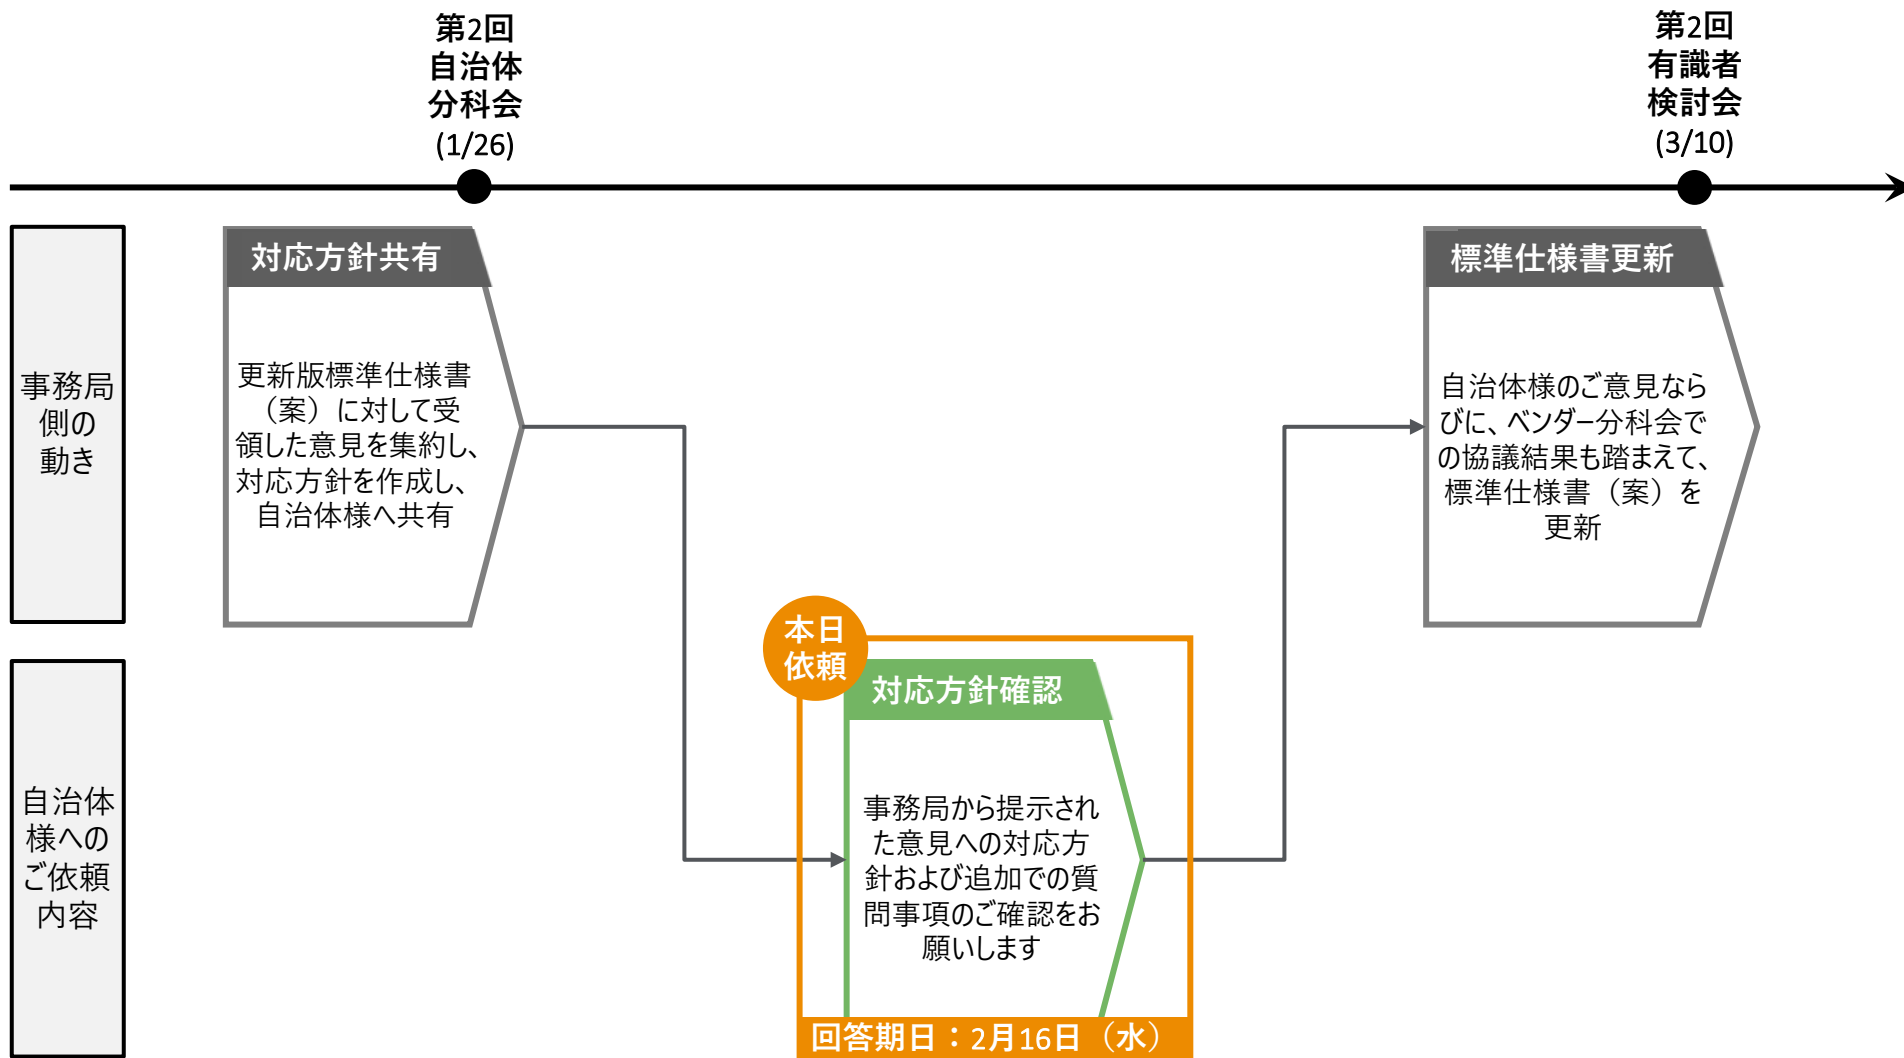 第2回
自治体
分科会
(1/26)
第2回
有識者
検討会
(3/10)
事務局
側の
動き
対応方針共有
更新版標準仕様書
（案）に対して受
領した意見を集約し、
対応方針を作成し、
自治体様へ共有
標準仕様書更新
自治体様のご意見なら
びに、ベンダー分科会で
の協議結果も踏まえて、
標準仕様書（案）を
更新
自治体
様への
ご依頼
内容
本日
依頼
対応方針確認
事務局から提示され
た意見への対応方
針および追加での質
問事項のご確認をお
願いします
回答期日：2月16日（水）